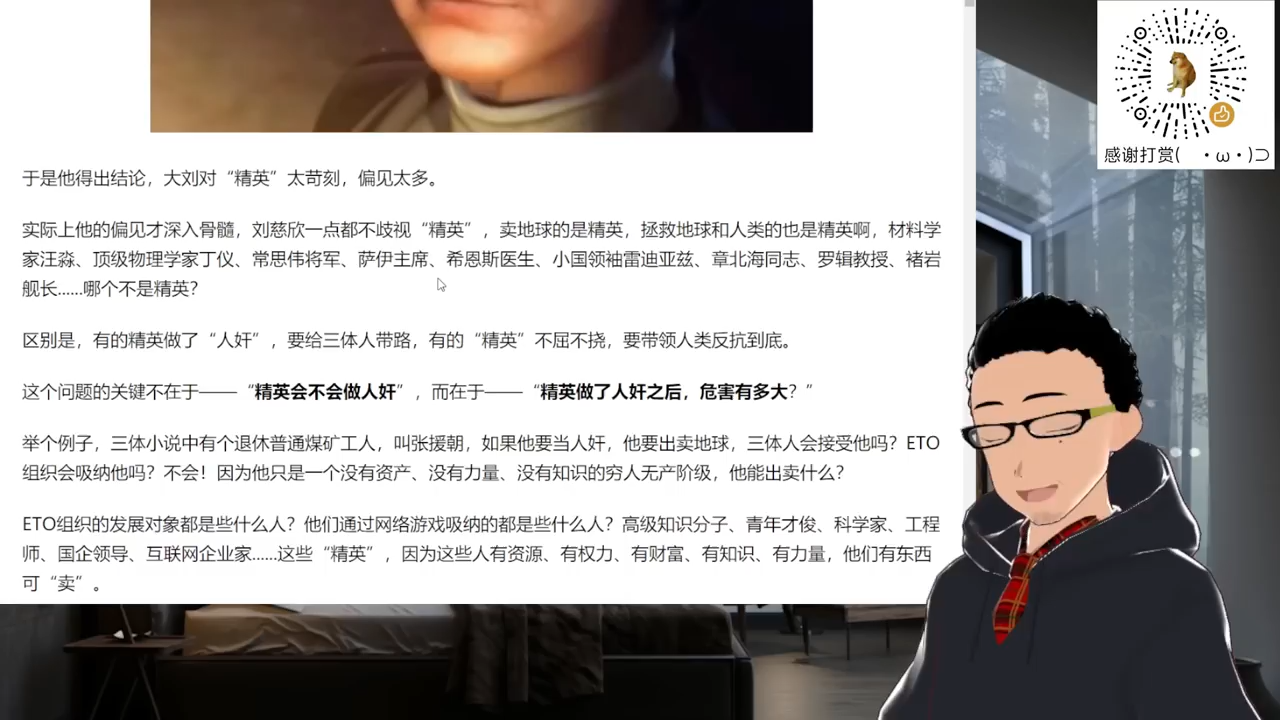 感谢打赏( ・ω・)⊃
于是他得出结论，大刘对“精英”太苛刻，偏见太多。
实际上他的偏见才深入骨髓，刘慈欣一点都不歧视“精英”，卖地球的是精英，拯救地球和人类的也是精英啊，材料学
家汪淼、顶级物理学家丁仪、常思伟将军、萨伊主席、希恩斯医生、小国领袖雷迪亚兹、章北海同志、罗辑教授、褚岩
舰长......哪个不是精英？
区别是，有的精英做了“人奸”，要给三体人带路，有的“精英”不屈不挠，要带领人类反抗到底。
这个问题的关键不在于——“精英会不会做人奸”，而在于——“精英做了人奸之后，危害有多大？”
举个例子，三体小说中有个退休普通煤矿工人，叫张援朝，如果他要当人奸，他要出卖地球，三体人会接受他吗？ETO
组织会吸纳他吗？不会！因为他只是一个没有资产、没有力量、没有知识的穷人无产阶级，他能出卖什么？
ETO组织的发展对象都是些什么人？他们通过网络游戏吸纳的都是些什么人？高级知识分子、青年才俊、科学家、工程
师、国企领导、互联网企业家......这些“精英”，因为这些人有资源、有权力、有财富、有知识、有力量，他们有东西
可“卖”。